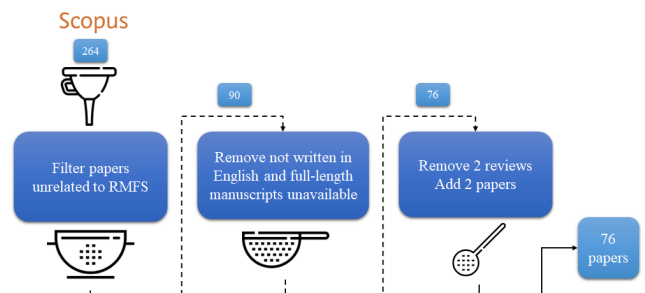 Scopus
264
Filter papers
unrelated to RMFS
90
Remove not written in
English and full-length
manuscripts unavailable
76
Remove 2 reviews
Add 2 papers
76
papers